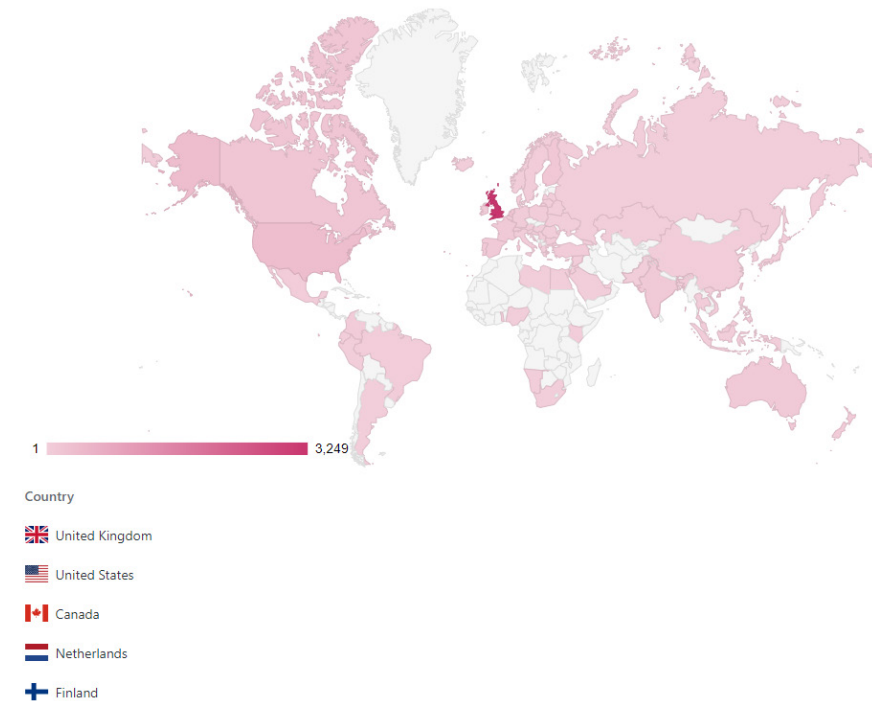 1 3,249
Country
United Kingdom
United States
Canada
Netherlands
Finland